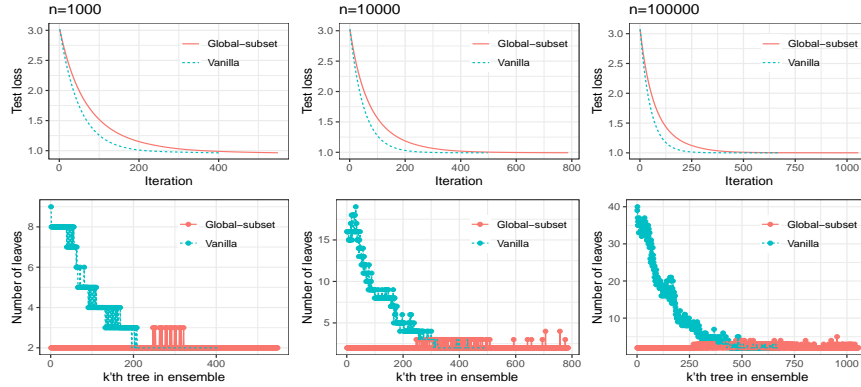 n=1000
n=10000
n=100000
Test loss
3.0
2.5
2.0
1.5
1.0
Global-subset
Vanilla
0
200
400
Iteration
Test loss
3.0
2.5
2.0
1.5
1.0
Global-subset
Vanilla
0
200
400
600
800
Iteration
Test loss
3.0
2.5
2.0
1.5
1.0
Global-subset
Vanilla
0
250
500
750
1000
Iteration
Number of leaves
8
6
4
2
Global-subset
Vanilla
0
200
400
k'th tree in ensemble
Number of leaves
15
10
5
Global-subset
Vanilla
0
200
400
600
800
k'th tree in ensemble
Number of leaves
40
30
20
10
0
Global-subset
Vanilla
0
250
500
750
1000
k'th tree in ensemble